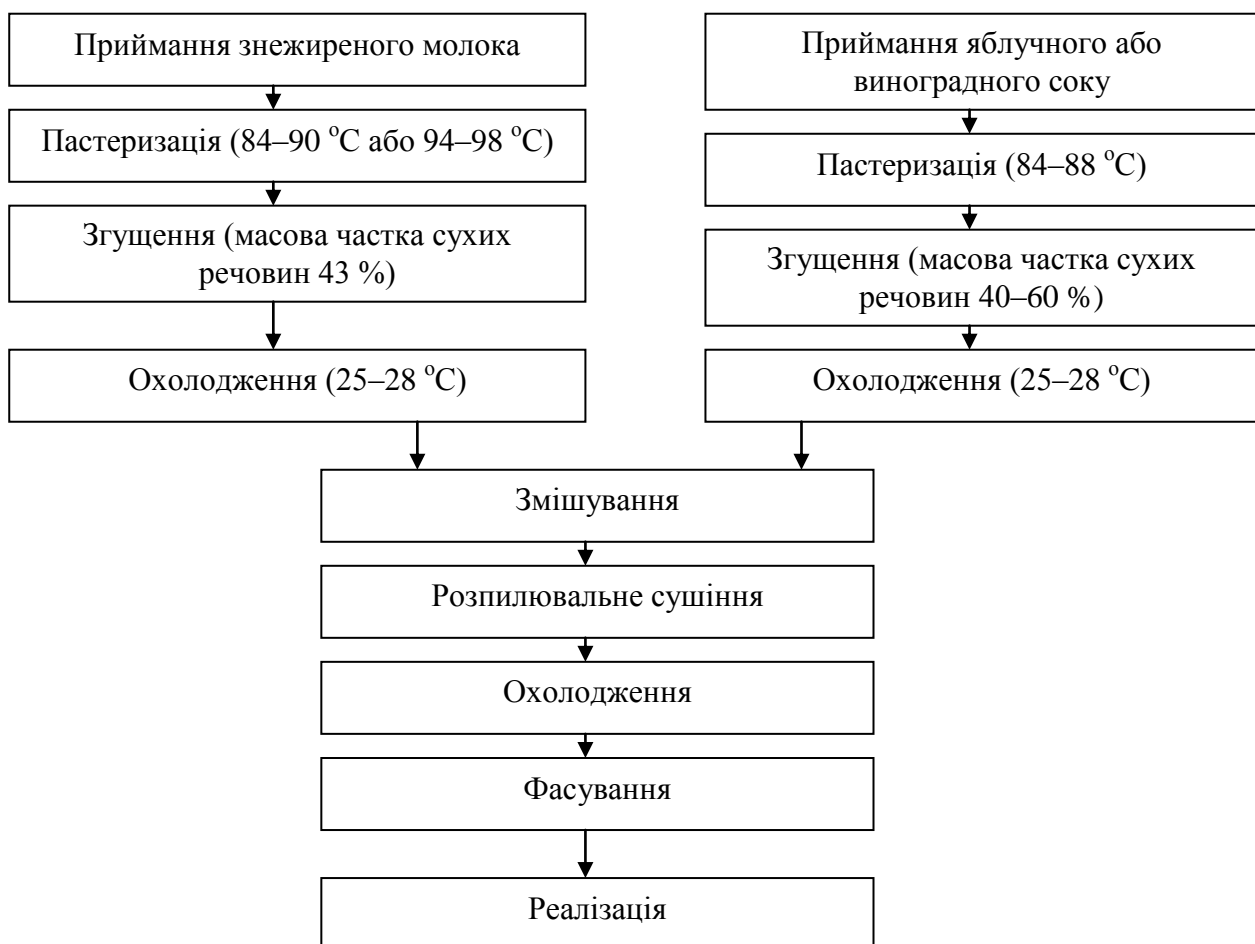 Приймання знежиреного молока
Пастеризація (84–90 °С або 94–98 °С)
Згущення (масова частка сухих
речовин 43 %)
Охолодження (25–28 °С)
Приймання яблучного або
виноградного соку
Пастеризація (84–88 °С)
Згущення (масова частка сухих
речовин 40–60 %)
Охолодження (25–28 °С)
Змішування
Розпилювальне сушіння
Охолодження
Фасування
Реалізація